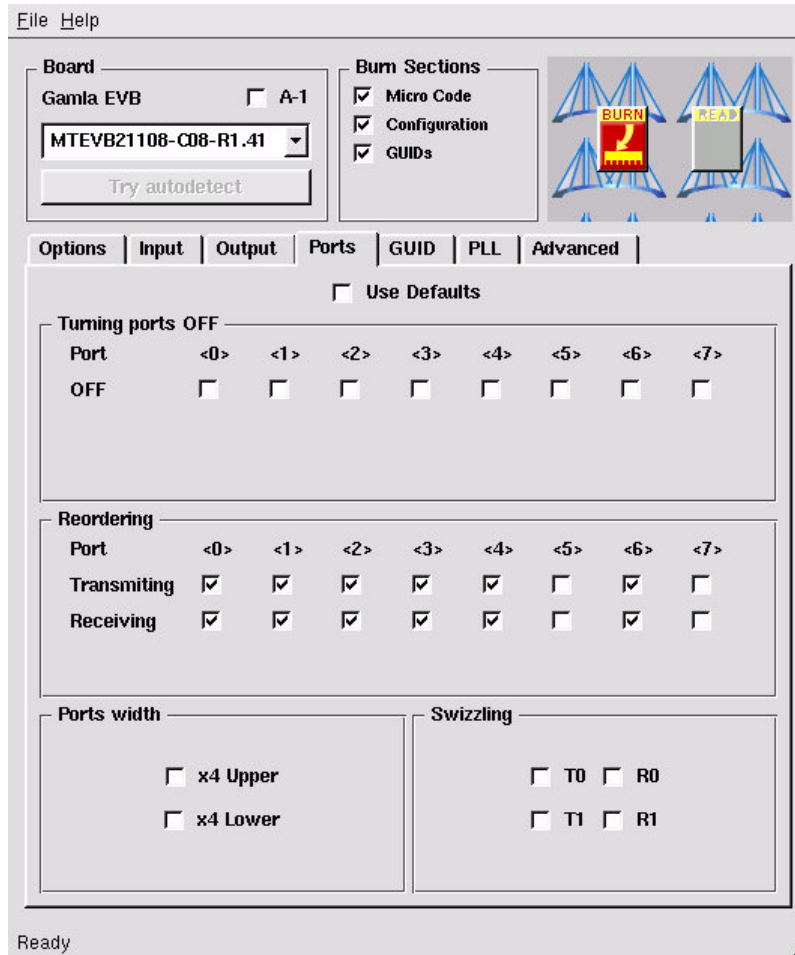 File Help
Board
Gamla EVB A-1
MTEVB21108-C08-R1.41
Try autodetect
Burn Sections
Micro Code
Configuration
GUIDs
BURN
READ
Options Input Output Ports GUID PLL Advanced
Use Defaults
Turning ports OFF
Port <0> <1> <2> <3> <4> <5> <6> <7>
OFF
Reordering
Port <0> <1> <2> <3> <4> <5> <6> <7>
Transmiting
Receiving
Ports width
x4 Upper
x4 Lower
Swizzling
T0 R0
T1 R1
Ready